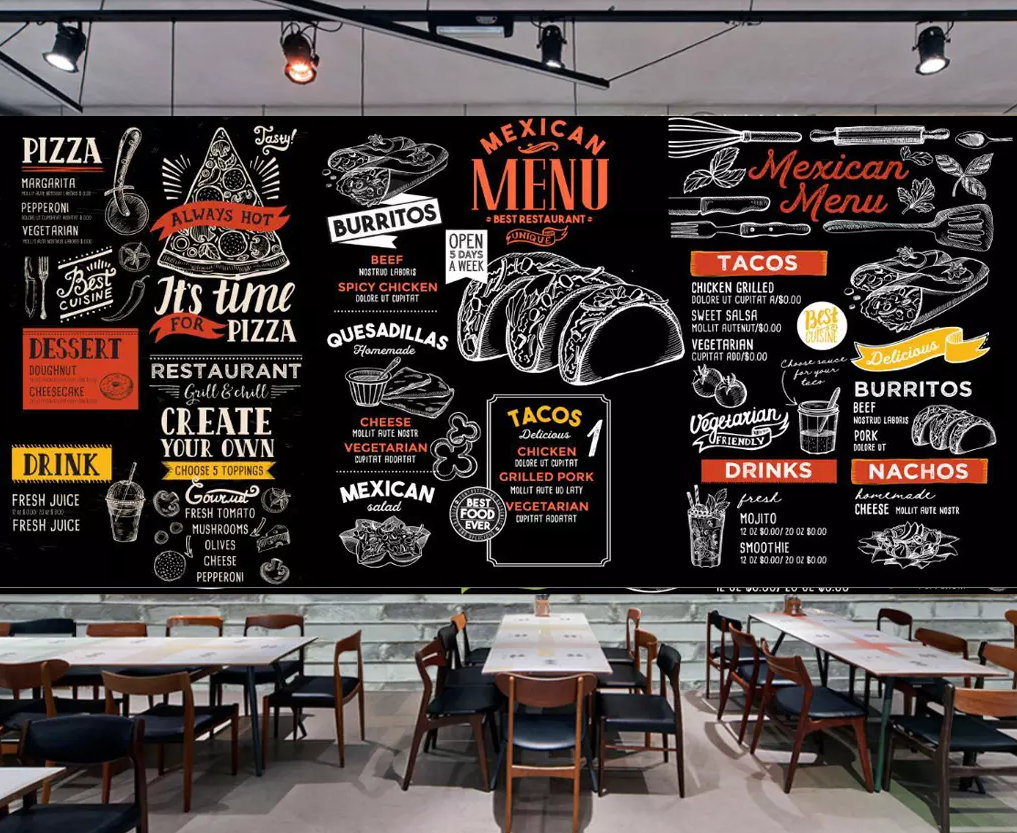 PIZZA
MARGARITA
PEPPERONI
VEGETARIAN
Best
CUISINE
DESSERT
DOUGHNUT
CHEESECAKE
DRINK
FRESH JUICE
FRESH JUICE
Tasty!
ALWAYS HOT
It's time
FOR PIZZA
RESTAURANT
Grill & chill
CREATE
YOUR OWN
CHOOSE 5 TOPPINGS
Gourmet
FRESH TOMATO
MUSHROOMS
OLIVES
CHEESE
PEPPERONI
BURRITOS
BEEF
NOSTRUD LABORIS
SPICY CHICKEN
DOLORE UT CUPITAT
QUESADILLAS
Homemade
CHEESE
MOLLIT AUTE NOSTR
VEGETARIAN
CUPITAT ADDATAT
MEXICAN
salad
MEXICAN
MENU
BEST RESTAURANT
UNIQUE
OPEN
5 DAYS
A WEEK
TACOS
Delicious
1
CHICKEN
DOLORE UT CUPITAT
GRILLED PORK
MOLLIT AUTE UD LATY
VEGETARIAN
CUPITAT ADDATAT
BEST
FOOD
EVER
Mexican
Menu
TACOS
CHICKEN GRILLED
DOLORE UT CUPITAT A/$0.00
SWEET SALSA
MOLLIT AUTENUT/$0.00
VEGETARIAN
CUPITAT ADD/$0.00
Best
CUISINE
Choose sauce
for your
taco
Vegetarian
FRIENDLY
DRINKS
fresh
MOJITO
12 OZ $0.00/ 20 OZ $0.00
SMOOTHIE
12 OZ $0.00/ 20 OZ $0.00
Delicious
BURRITOS
BEEF
NOSTRUD LABORIS
PORK
DOLORE UT
NACHOS
homemade
CHEESE MOLLIT AUTE NOSTR